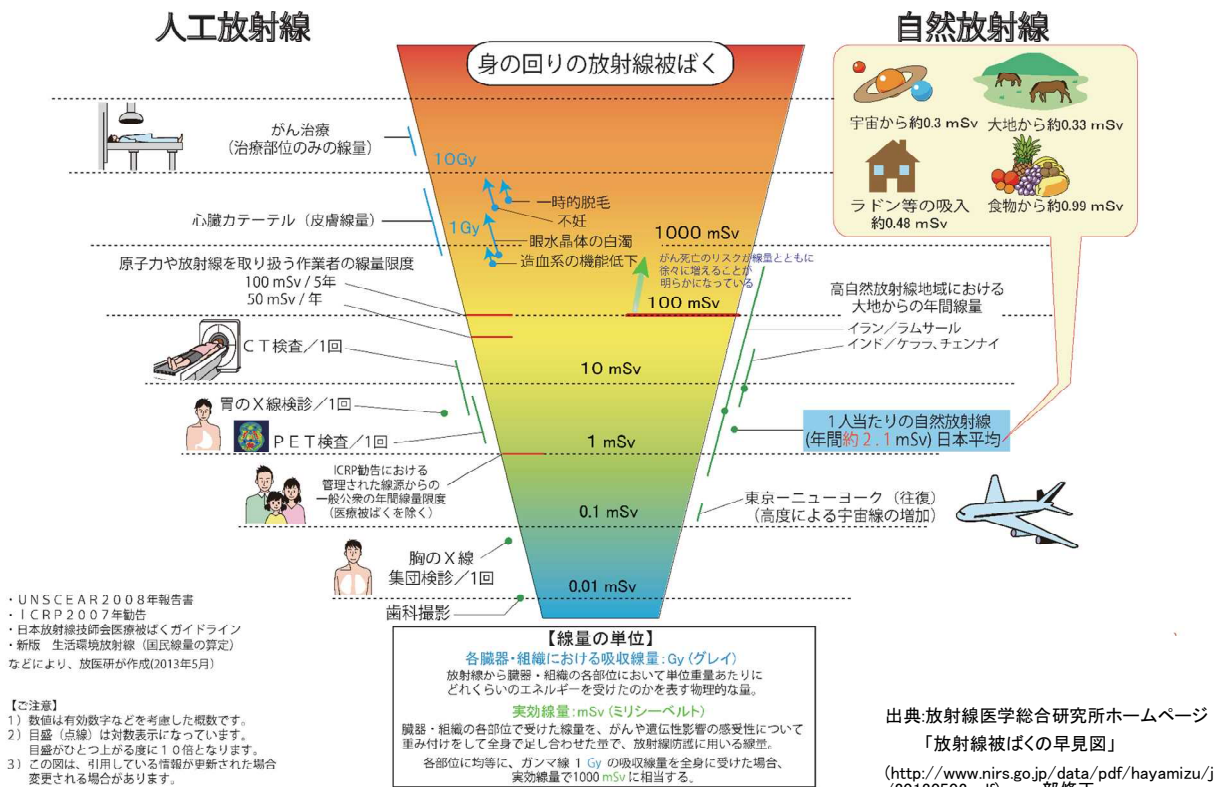 人工放射線
自然放射線
身の回りの放射線被ばく
がん治療
(治療部位のみの線量)
心臓カテーテル（皮膚線量）
原子力や放射線を取り扱う作業者の線量限度
100 mSv / 5年
50 mSv / 年
ＣＴ検査／1回
胃のＸ線検診／1回
ＰＥＴ検査／1回
ICRP勧告における
管理された線源からの
一般公衆の年間線量限度
（医療被ばくを除く）
胸のＸ線
集団検診／1回
歯科撮影
10Gy
1Gy
一時的脱毛
不妊
眼水晶体の白濁
造血系の機能低下
1000 mSv
がん死亡のリスクが線量とともに
徐々に増えることが
明らかになっている
100 mSv
10 mSv
1 mSv
0.1 mSv
0.01 mSv
宇宙から約0.3 mSv
大地から約0.33 mSv
ラドン等の吸入
約0.48 mSv
食物から約0.99 mSv
高自然放射線地域における
大地からの年間線量
イラン／ラムサール
インド／ケララ、チェンナイ
1人当たりの自然放射線
(年間約２.１mSv) 日本平均
東京ーニューヨーク（往復）
（高度による宇宙線の増加）
・ＵＮＳＣＥＡＲ2008年報告書
・ＩＣＲＰ2007年勧告
・日本放射線技師会医療被ばくガイドライン
・新版　生活環境放射線（国民線量の算定）
などにより、放医研が作成(2013年5月)
【ご注意】
1）数値は有効数字などを考慮した概数です。
2）目盛（点線）は対数表示になっています。
目盛がひとつ上がる度に１０倍となります。
3）この図は、引用している情報が更新された場合
変更される場合があります。
【線量の単位】
各臓器・組織における吸収線量：Gy（グレイ）
放射線から臓器・組織の各部位において単位重量あたりに
どれくらいのエネルギーを受けたのかを表す物理的な量。
実効線量：mSv（ミリシーベルト）
臓器・組織の各部位で受けた線量を、がんや遺伝性影響の感受性について
重み付けをして全身で足し合わせた量で、放射線防護に用いる線量。
各部位に均等に、ガンマ線 1 Gy の吸収線量を全身に受けた場合、
実効線量で1000 mSv に相当する。
出典:放射線医学総合研究所ホームページ
「放射線被ばくの早見図」
(http://www.nirs.go.jp/data/pdf/hayamizu/j